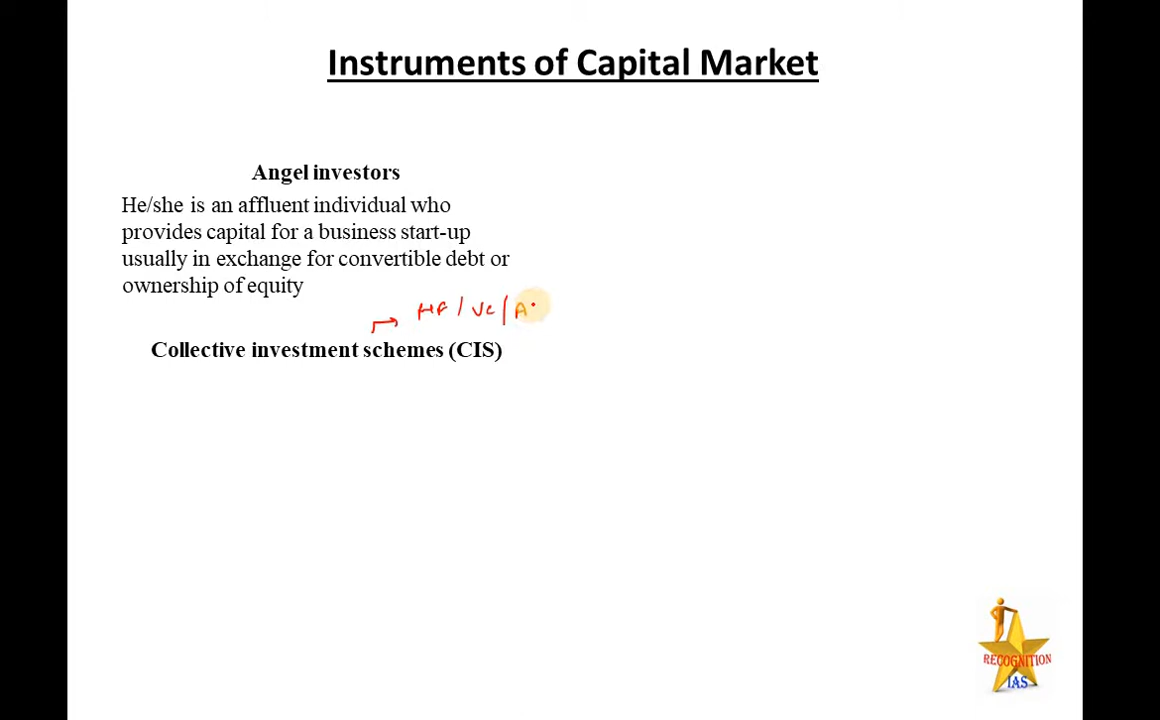 Instruments of Capital Market
Angel investors
He/she is an affluent individual who
provides capital for a business start-up
usually in exchange for convertible debt or
ownership of equity
HF / VC / A
Collective investment schemes (CIS)
RECOGNITION
IAS